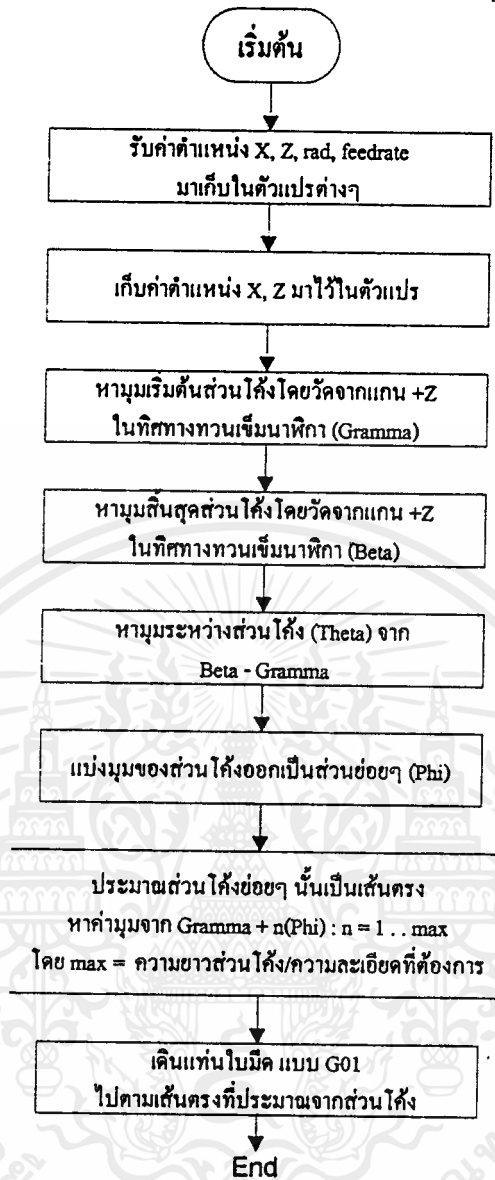 เริ่มต้น
รับค่าตำแหน่ง X, Z, rad, feedrate
มาเก็บในตัวแปรต่างๆ
เก็บค่าตำแหน่ง X, Z มาไว้ในตัวแปร
หามุมเริ่มต้นส่วนโค้งโดยวัดจากแกน +Z
ในทิศทางทวนเข็มนาฬิกา (Gramma)
หามุมสิ้นสุดส่วนโค้งโดยวัดจากแกน +Z
ในทิศทางทวนเข็มนาฬิกา (Beta)
หามุมระหว่างส่วนโค้ง (Theta) จาก
Beta - Gramma
แบ่งมุมของส่วนโค้งออกเป็นส่วนย่อยๆ (Phi)
ประมาณส่วนโค้งย่อยๆ นั้นเป็นเส้นตรง
หาค่ามุมจาก Gramma + n(Phi) : n = 1 . . max
โดย max = ความยาวส่วนโค้ง/ความละเอียดที่ต้องการ
เดินแท่นใบมีด แบบ G01
ไปตามเส้นตรงที่ประมาณจากส่วนโค้ง
End